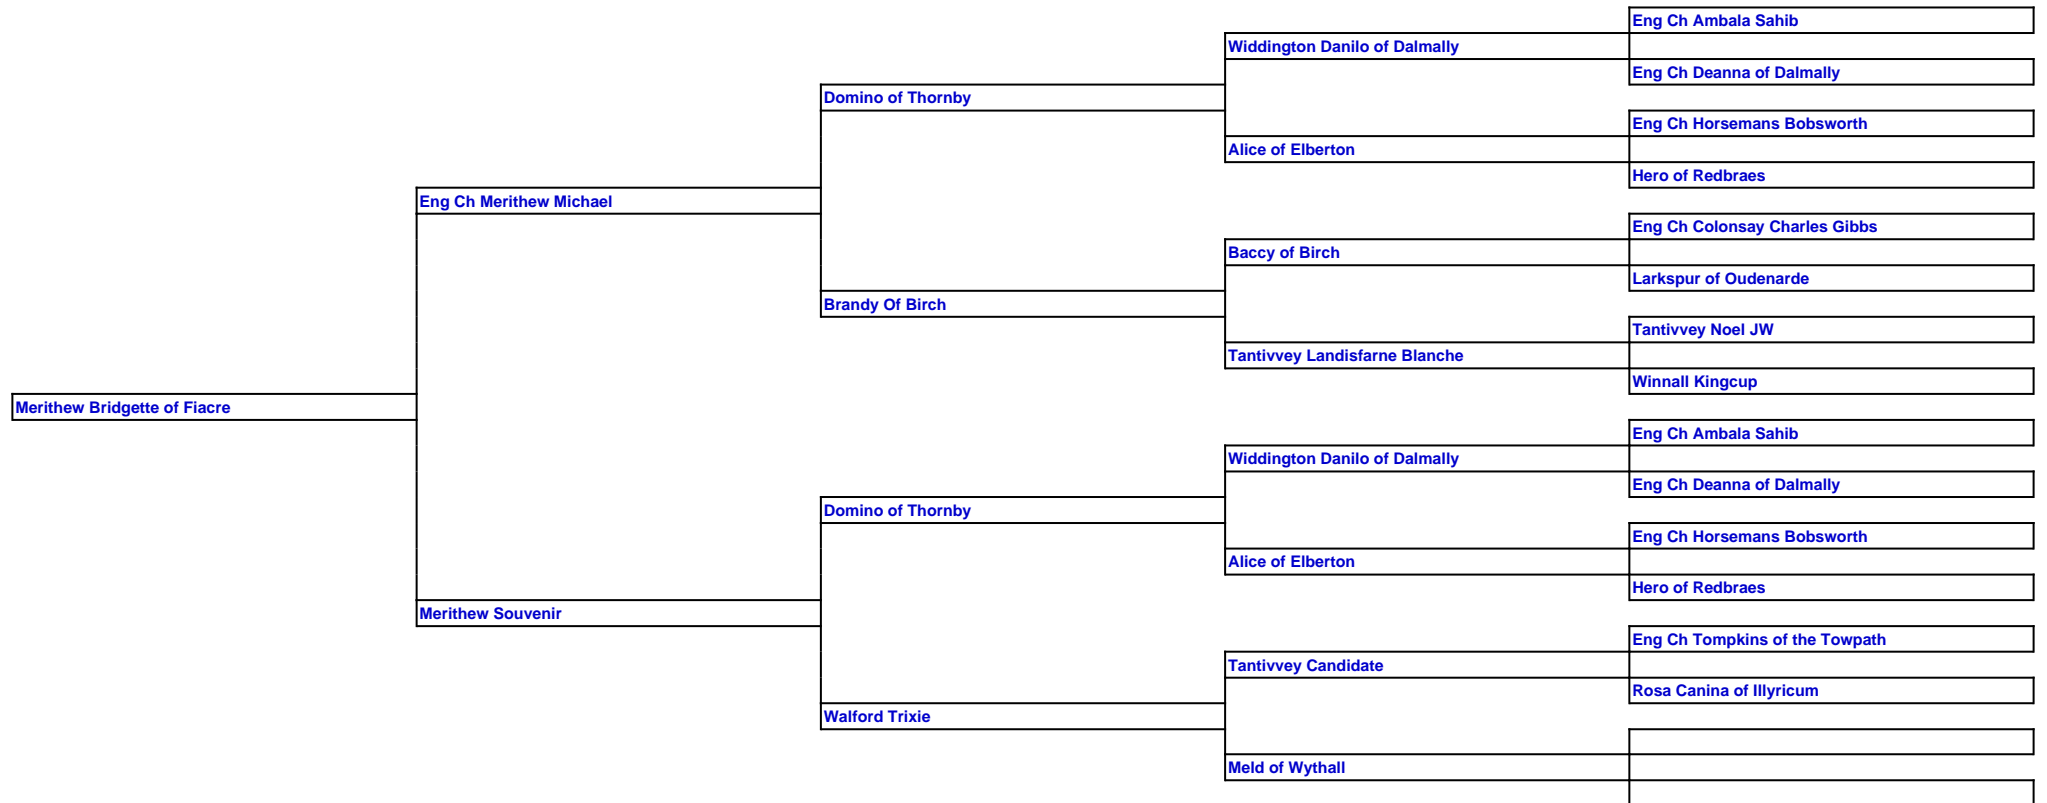 Eng Ch Ambala Sahib
Widdington Danilo of Dalmally
Eng Ch Deanna of Dalmally
Domino of Thornby
Eng Ch Horsemans Bobsworth
Alice of Elberton
Hero of Redbraes
Eng Ch Merithew Michael
Eng Ch Colonsay Charles Gibbs
Baccy of Birch
Larkspur of Oudenarde
Brandy Of Birch
Tantivvey Noel JW
Tantivvey Landisfarne Blanche
Winnall Kingcup
Merithew Bridgette of Fiacre
Eng Ch Ambala Sahib
Widdington Danilo of Dalmally
Eng Ch Deanna of Dalmally
Domino of Thornby
Eng Ch Horsemans Bobsworth
Alice of Elberton
Hero of Redbraes
Merithew Souvenir
Eng Ch Tompkins of the Towpath
Tantivvey Candidate
Rosa Canina of Illyricum
Walford Trixie
Meld of Wythall